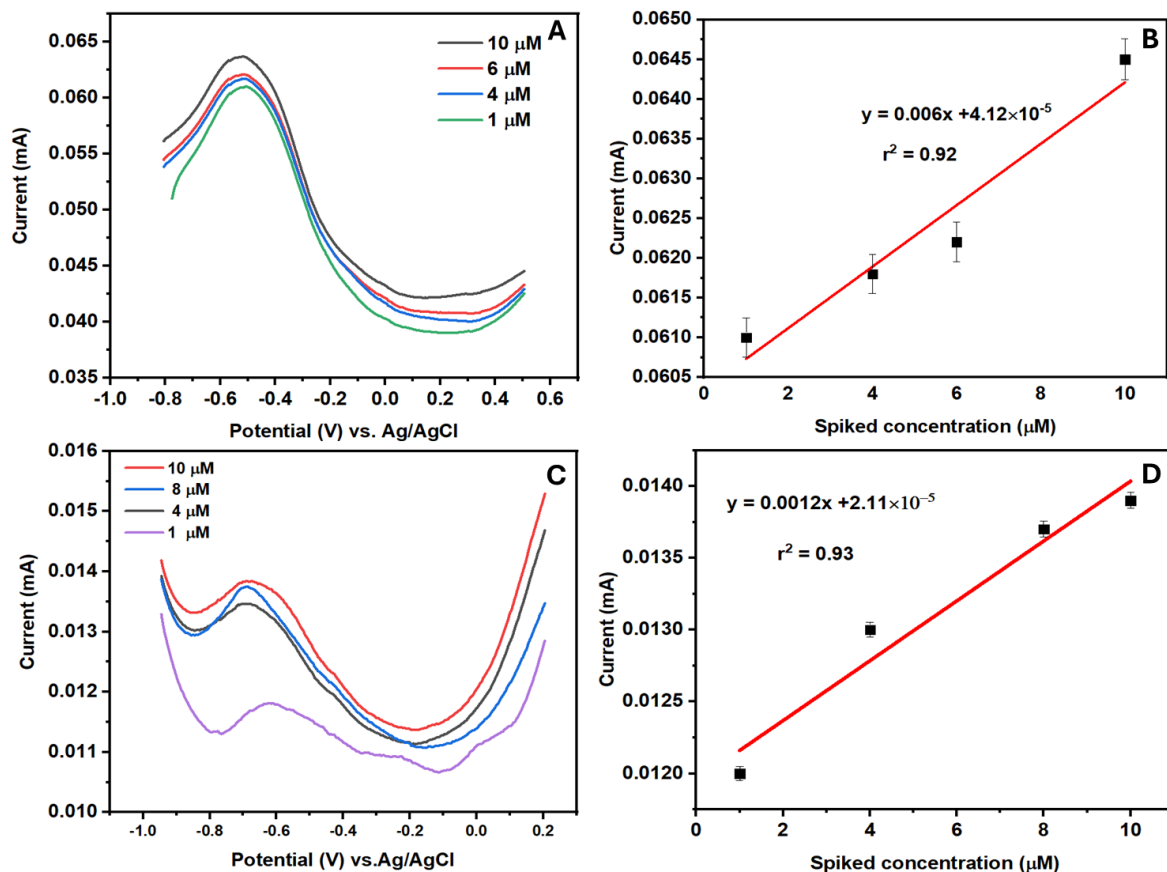 A
10 μM
6 μM
4 μM
1 μM
0.065
0.060
0.055
0.050
0.045
0.040
0.035
Current (mA)
-1.0 -0.8 -0.6 -0.4 -0.2 0.0 0.2 0.4 0.6
Potential (V) vs. Ag/AgCl
B
y = 0.006x +4.12×10⁻⁵
r² = 0.92
0.0650
0.0645
0.0640
0.0635
0.0630
0.0625
0.0620
0.0615
0.0610
0.0605
Current (mA)
0 2 4 6 8 10
Spiked concentration (μM)
C
10 μM
8 μM
4 μM
1 μM
0.016
0.015
0.014
0.013
0.012
0.011
0.010
Current (mA)
-1.0 -0.8 -0.6 -0.4 -0.2 0.0 0.2
Potential (V) vs.Ag/AgCl
D
y = 0.0012x +2.11×10⁻⁵
r² = 0.93
0.0140
0.0135
0.0130
0.0125
0.0120
Current (mA)
0 2 4 6 8 10
Spiked concentration (μM)